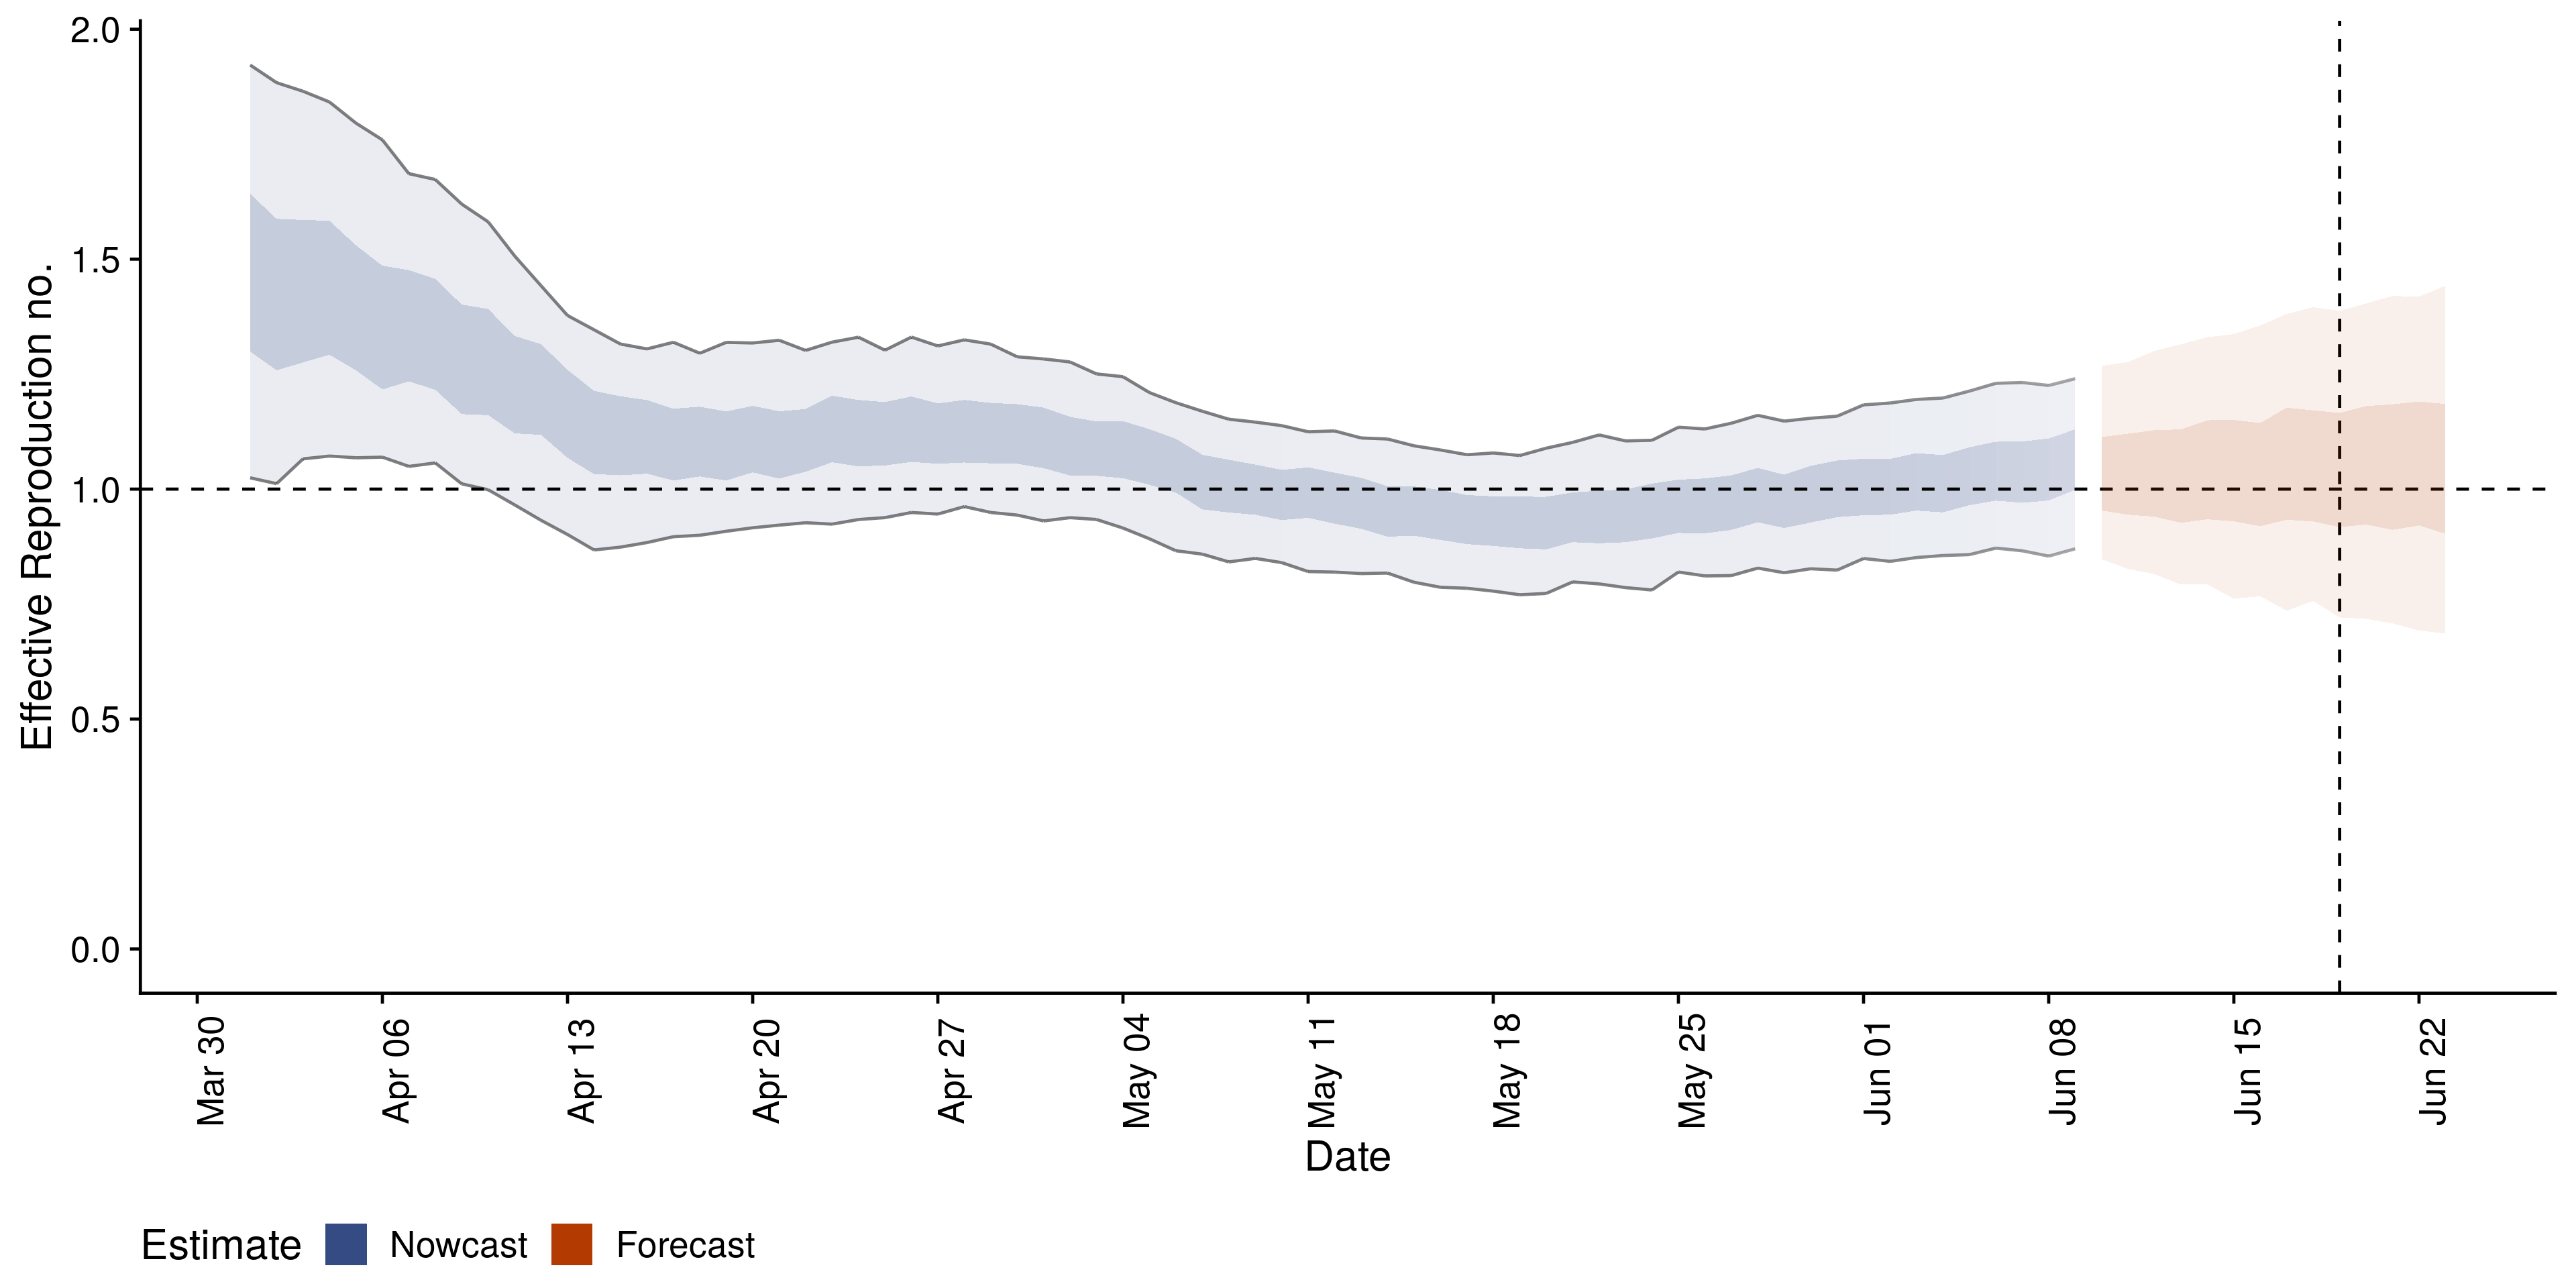 Effective Reproduction no.
2.0
1.5
1.0
0.5
0.0
Mar 30
Apr 06
Apr 13
Apr 20
Apr 27
May 04
May 11
May 18
May 25
Jun 01
Jun 08
Jun 15
Jun 22
Date
Estimate Nowcast Forecast